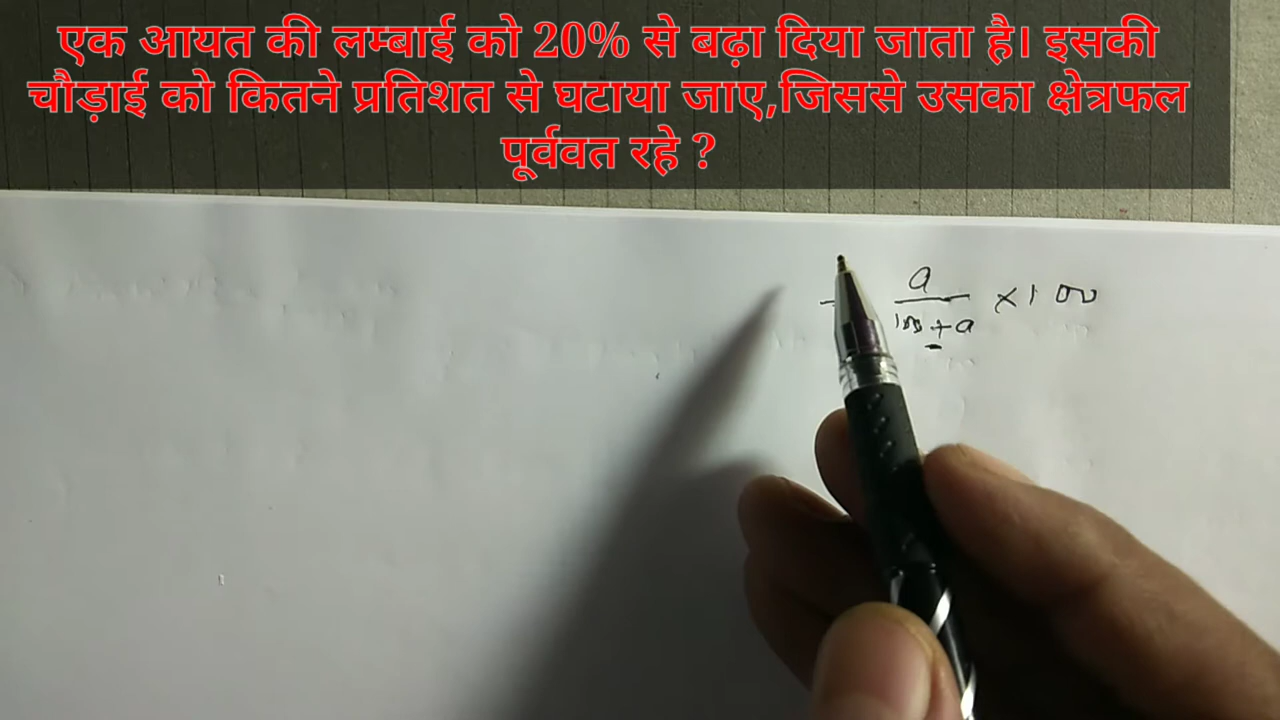 एक आयत की लम्बाई को 20% से बढ़ा दिया जाता है। इसकी
चौड़ाई को कितने प्रतिशत से घटाया जाए,जिससे उसका क्षेत्रफल
पूर्ववत रहे ?
a
100 + a
× 100